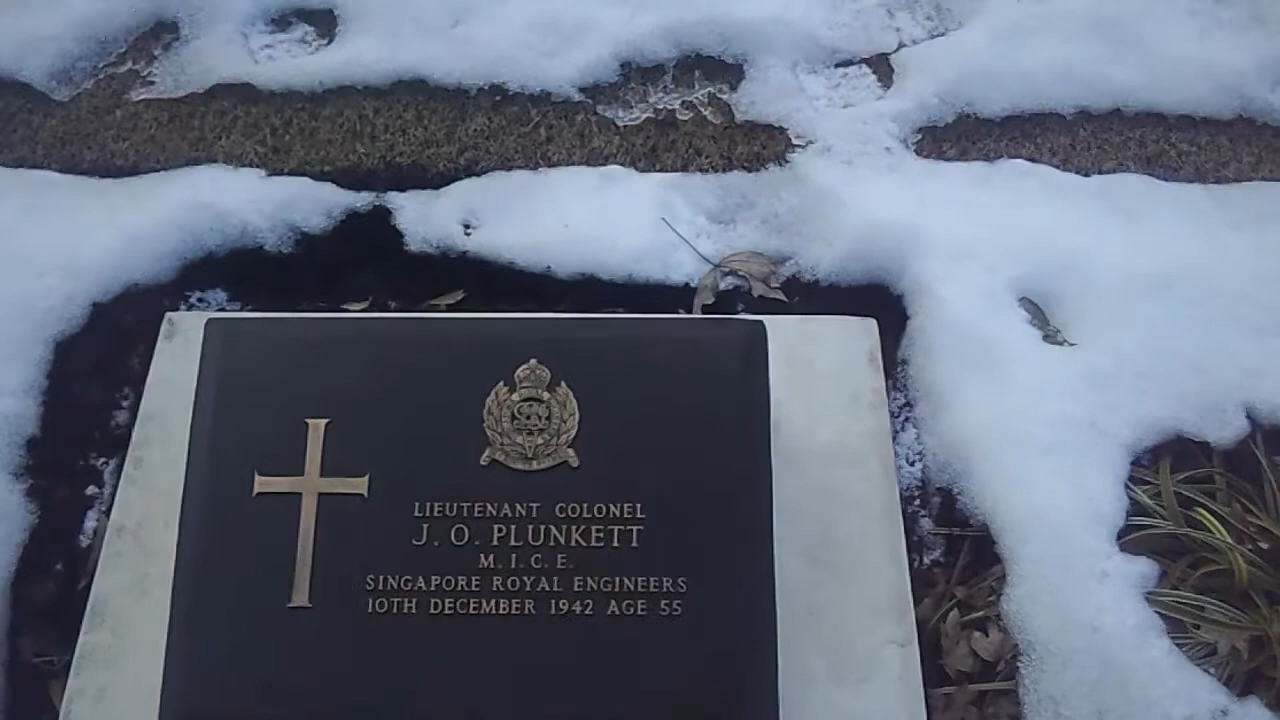 LIEUTENANT COLONEL
J. O. PLUNKETT
M. I. C. E.
SINGAPORE ROYAL ENGINEERS
10TH DECEMBER 1942 AGE 55